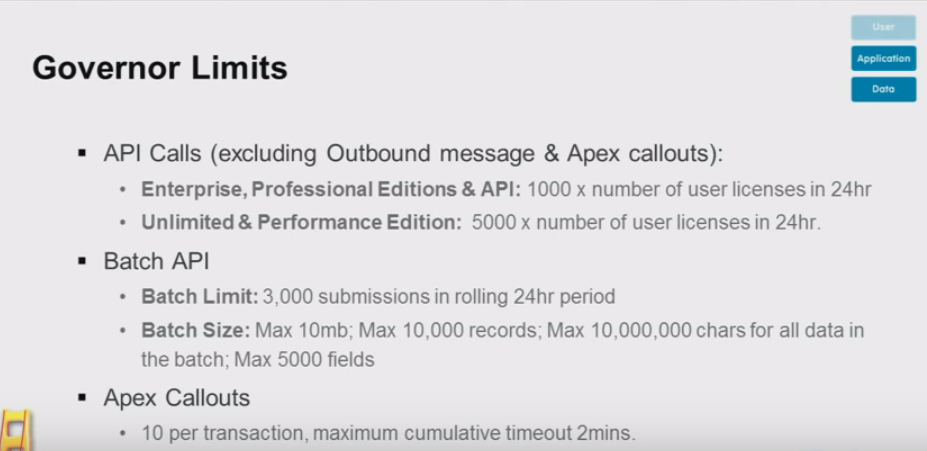 User
Governor Limits
Application
Data
▪ API Calls (excluding Outbound message & Apex callouts):
• Enterprise, Professional Editions & API: 1000 x number of user licenses in 24hr
• Unlimited & Performance Edition: 5000 x number of user licenses in 24hr.
▪ Batch API
• Batch Limit: 3,000 submissions in rolling 24hr period
• Batch Size: Max 10mb; Max 10,000 records; Max 10,000,000 chars for all data in
the batch; Max 5000 fields
▪ Apex Callouts
• 10 per transaction, maximum cumulative timeout 2mins.